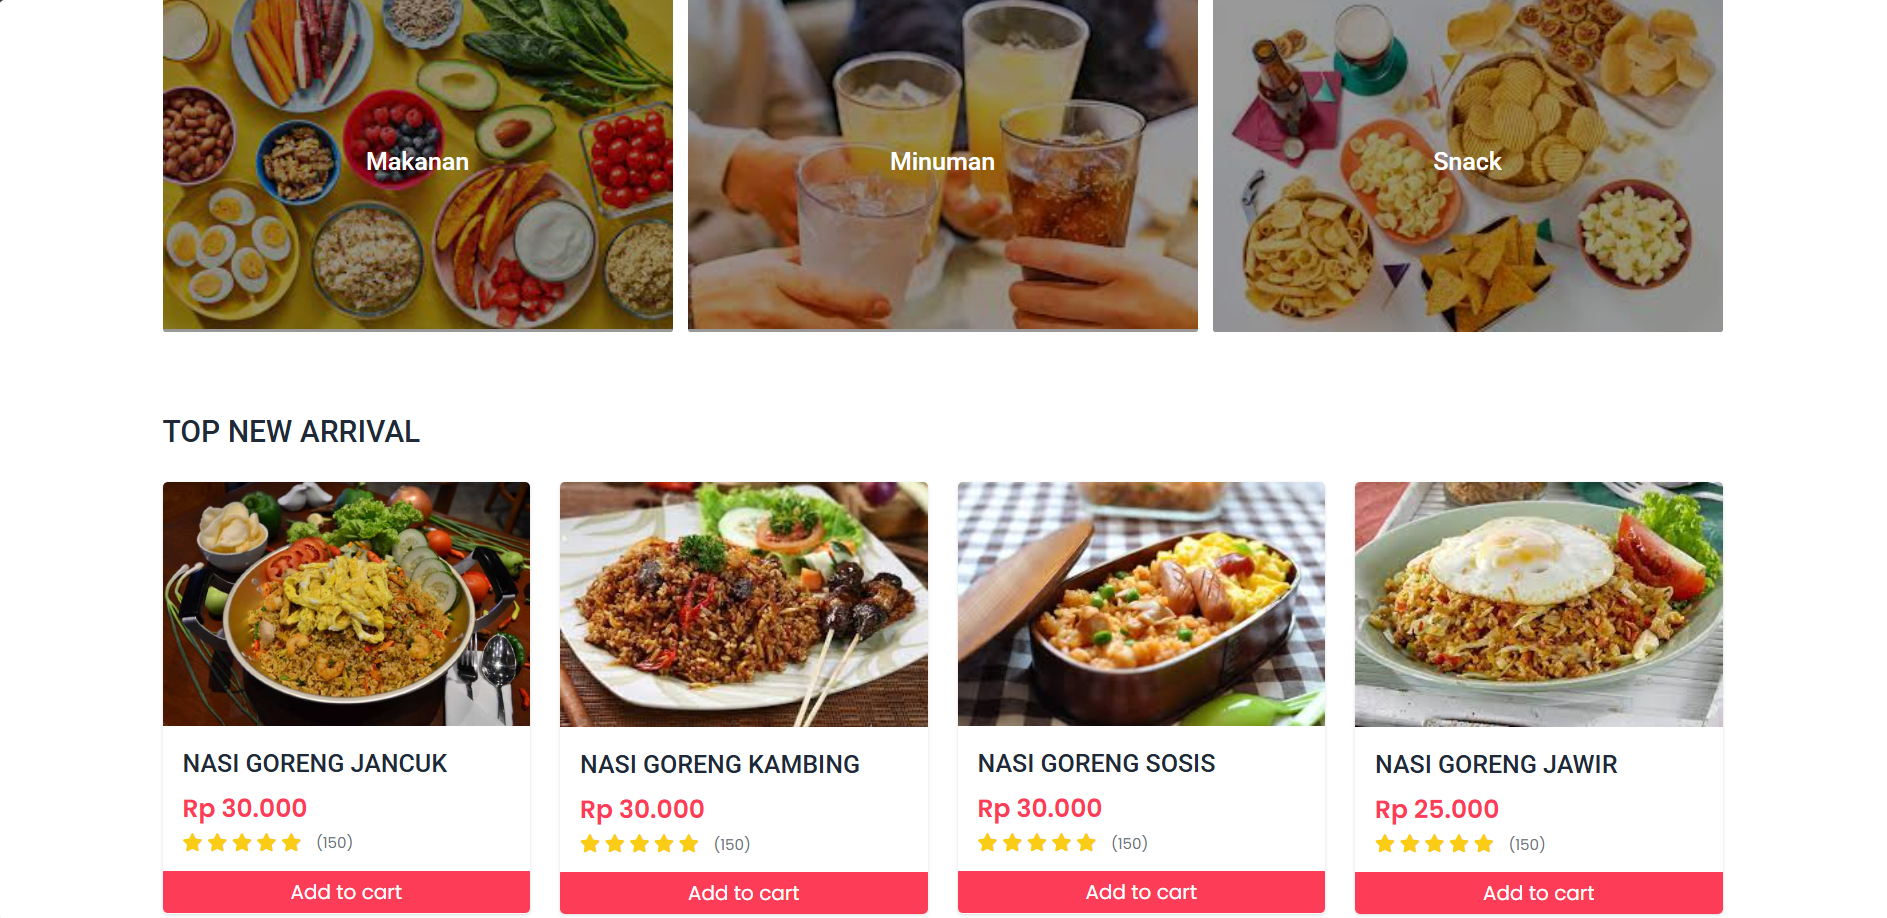 Makanan
Minuman
Snack
TOP NEW ARRIVAL
NASI GORENG JANCUK
Rp 30.000
(150)
Add to cart
NASI GORENG KAMBING
Rp 30.000
(150)
Add to cart
NASI GORENG SOSIS
Rp 30.000
(150)
Add to cart
NASI GORENG JAWIR
Rp 25.000
(150)
Add to cart